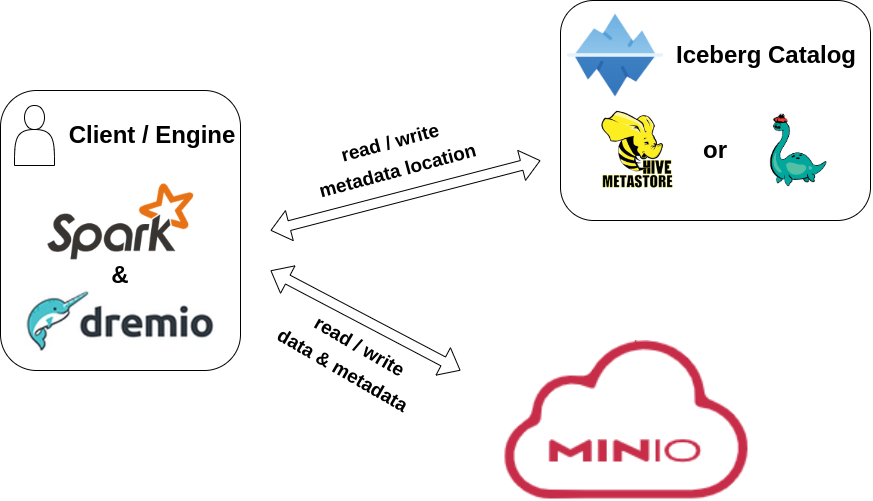 Client / Engine
Spark
&
dremio
read / write
metadata location
read / write
data & metadata
Iceberg Catalog
HIVE
METASTORE
or
MINIO